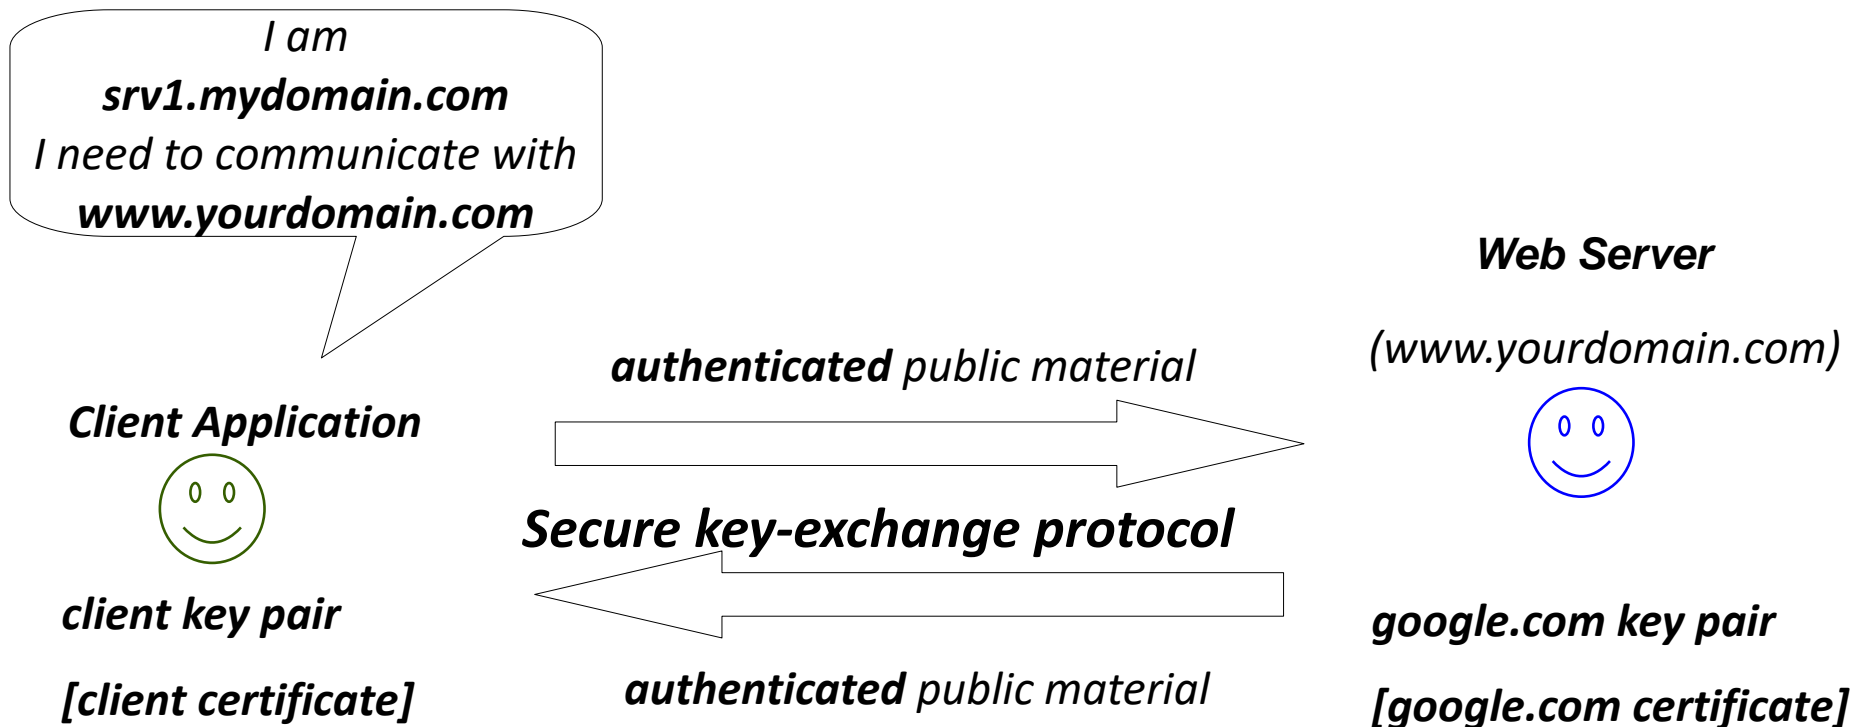 I am
srv1.mydomain.com
I need to communicate with
www.yourdomain.com
Web Server
(www.yourdomain.com)
authenticated public material
Client Application
Secure key-exchange protocol
client key pair
google.com key pair
[client certificate]
authenticated public material
[google.com certificate]